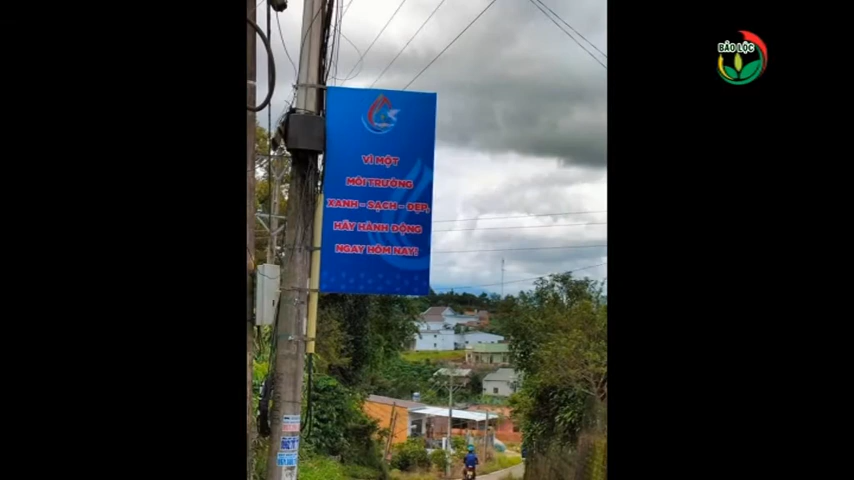 BẢO LỘC
VÌ MỘT
MÔI TRƯỜNG
XANH - SẠCH - ĐẸP,
HÃY HÀNH ĐỘNG
NGAY HÔM NAY!